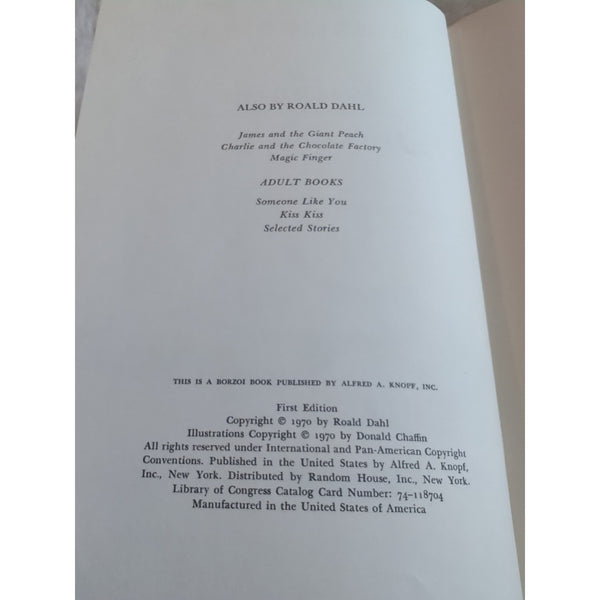 ALSO BY ROALD DAHL
James and the Giant Peach
Charlie and the Chocolate Factory
Magic Finger
ADULT BOOKS
Someone Like You
Kiss Kiss
Selected Stories
THIS IS A BORZOI BOOK PUBLISHED BY ALFRED A. KNOPF, INC.
First Edition
Copyright © 1970 by Roald Dahl
Illustrations Copyright © 1970 by Donald Chaffin
All rights reserved under International and Pan-American Copyright
Conventions. Published in the United States by Alfred A. Knopf,
Inc., New York. Distributed by Random House, Inc., New York.
Library of Congress Catalog Card Number: 74-118704
Manufactured in the United States of America